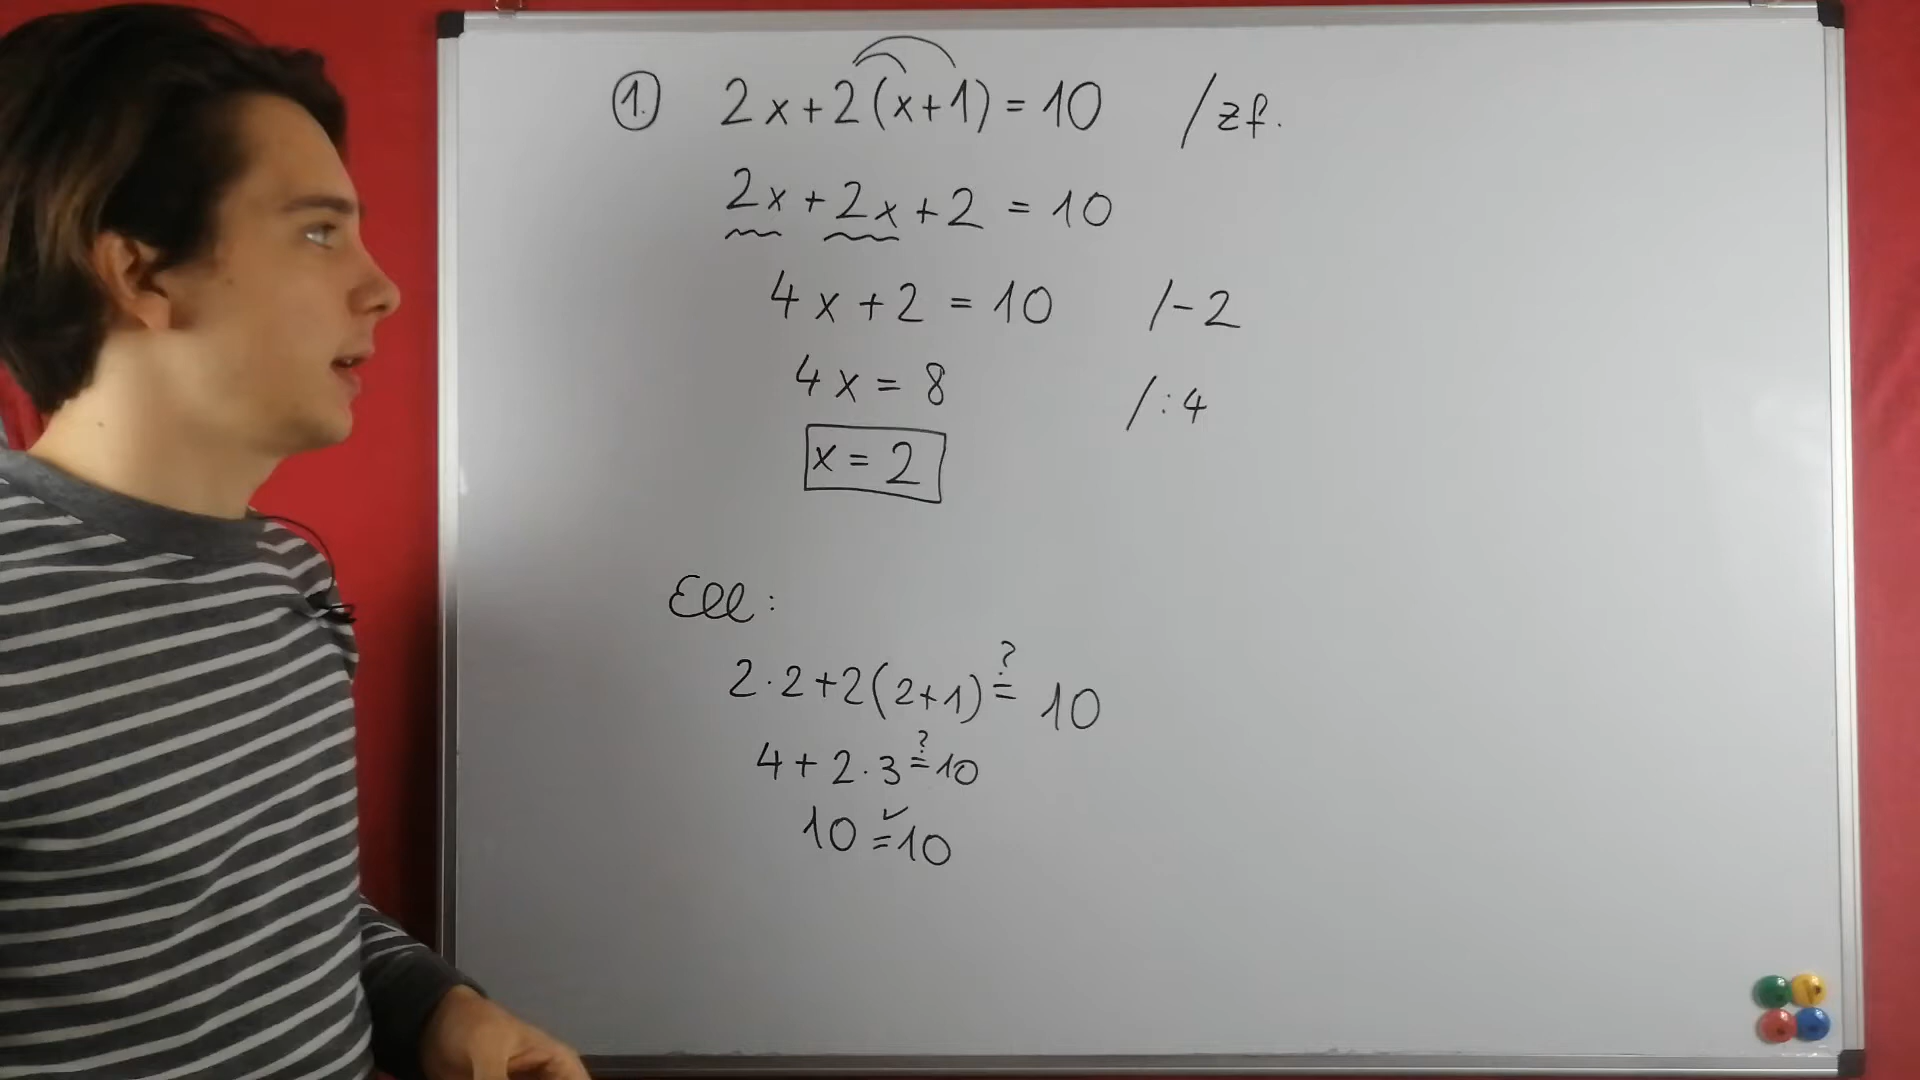 1. 2x+2(x+1)=10 /zf.
2x+2x+2=10
4x+2=10 /-2
4x=8 /:4
x=2
Ell:
2·2+2(2+1)≟10
4+2·3≟10
10=10 ✓